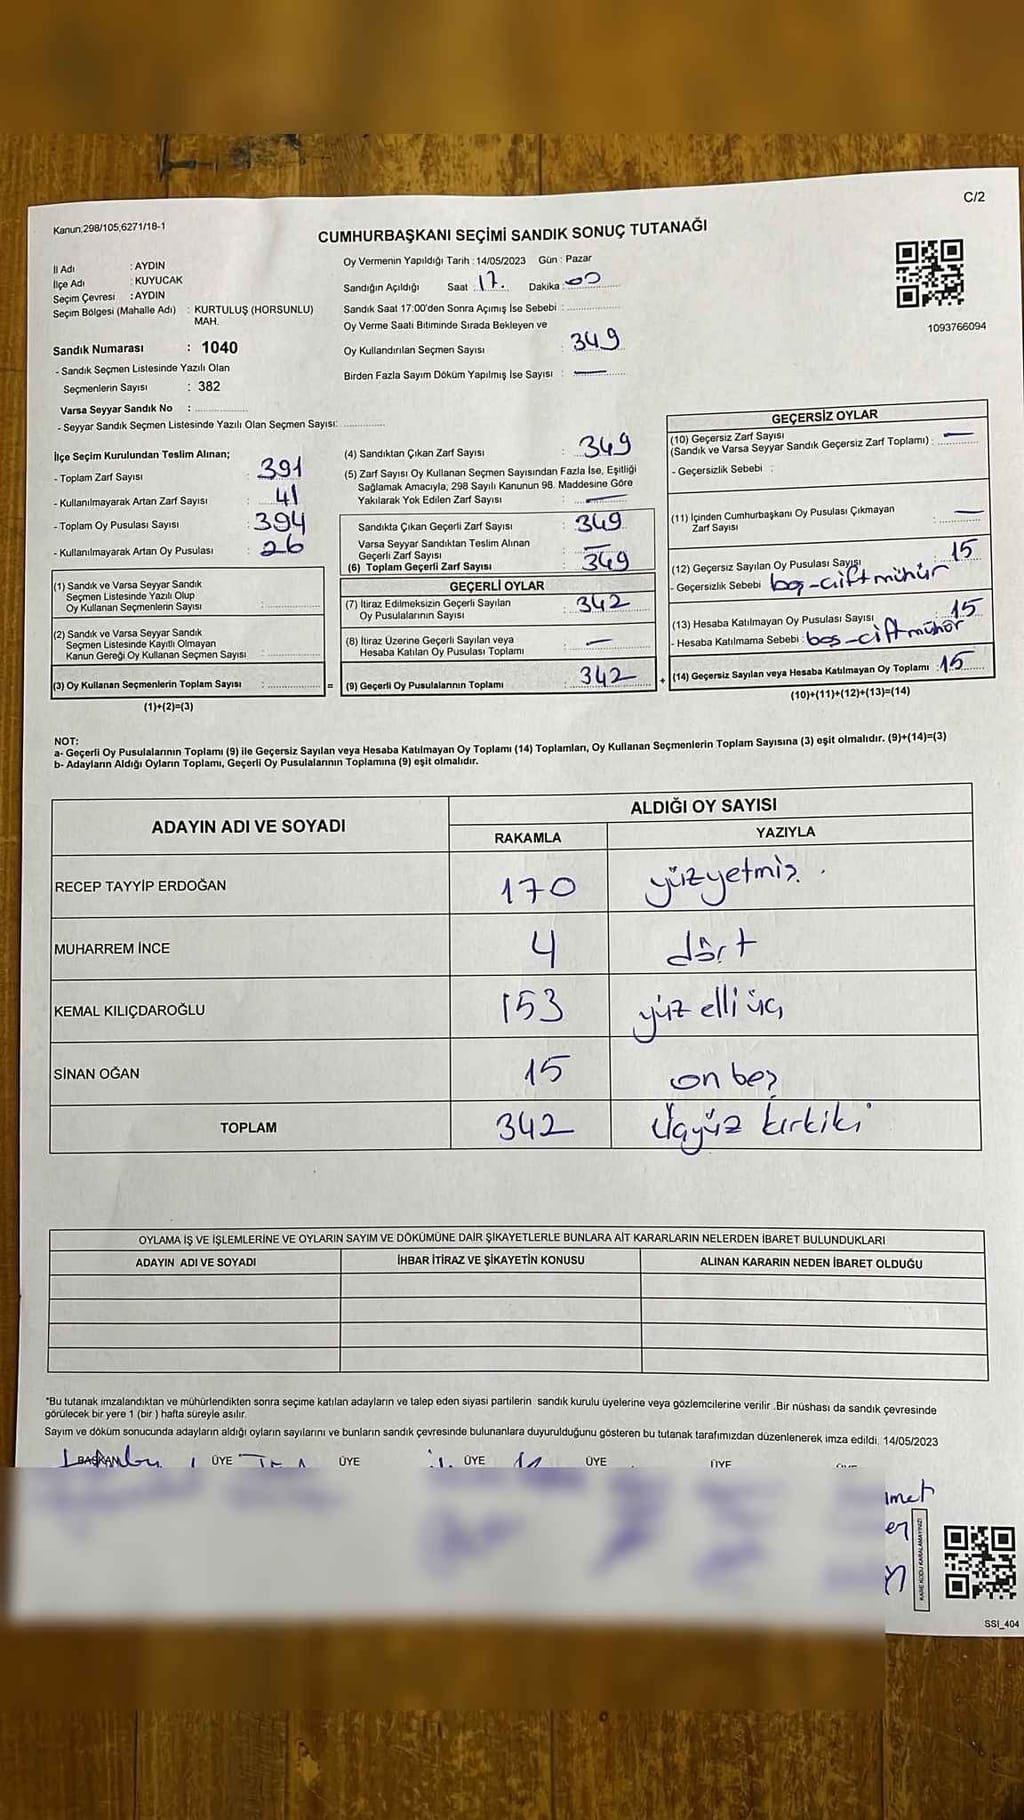 C/2
Kanun,298/105,6271/18-1
CUMHURBAŞKANI SEÇİMİ SANDIK SONUÇ TUTANAĞI
İl Adı : AYDIN
İlçe Adı : KUYUCAK
Seçim Çevresi : AYDIN
Seçim Bölgesi (Mahalle Adı) : KURTULUŞ (HORSUNLU) MAH.
Sandık Numarası : 1040
- Sandık Seçmen Listesinde Yazılı Olan
Seçmenlerin Sayısı : 382
Varsa Seyyar Sandık No :
- Seyyar Sandık Seçmen Listesinde Yazılı Olan Seçmen Sayısı:
Oy Vermenin Yapıldığı Tarih : 14/05/2023 Gün : Pazar
Sandığın Açıldığı Saat 17. Dakika : 00
Sandık Saat 17:00'den Sonra Açımış İse Sebebi :
Oy Verme Saati Bitiminde Sırada Bekleyen ve
Oy Kullandırılan Seçmen Sayısı : 349
Birden Fazla Sayım Döküm Yapılmış İse Sayısı : —
1093766094
İlçe Seçim Kurulundan Teslim Alınan;
- Toplam Zarf Sayısı : 391
- Kullanılmayarak Artan Zarf Sayısı : 41
- Toplam Oy Pusulası Sayısı : 394
- Kullanılmayarak Artan Oy Pusulası : 26
(1) Sandık ve Varsa Seyyar Sandık
Seçmen Listesinde Yazılı Olup
Oy Kullanan Seçmenlerin Sayısı :
(2) Sandık ve Varsa Seyyar Sandık
Seçmen Listesinde Kayıtlı Olmayan
Kanun Gereği Oy Kullanan Seçmen Sayısı :
(3) Oy Kullanan Seçmenlerin Toplam Sayısı : =
(1)+(2)=(3)
(4) Sandıktan Çıkan Zarf Sayısı : 349
(5) Zarf Sayısı Oy Kullanan Seçmen Sayısından Fazla İse, Eşitliği
Sağlamak Amacıyla, 298 Sayılı Kanunun 98. Maddesine Göre
Yakılarak Yok Edilen Zarf Sayısı : —
Sandıkta Çıkan Geçerli Zarf Sayısı : 349
Varsa Seyyar Sandıktan Teslim Alınan
Geçerli Zarf Sayısı : —
(6) Toplam Geçerli Zarf Sayısı : 349
GEÇERLİ OYLAR
(7) İtiraz Edilmeksizin Geçerli Sayılan
Oy Pusulalarının Sayısı : 342
(8) İtiraz Üzerine Geçerli Sayılan veya
Hesaba Katılan Oy Pusulası Toplamı : —
(9) Geçerli Oy Pusulalarının Toplamı : 342 +
GEÇERSİZ OYLAR
(10) Geçersiz Zarf Sayısı
(Sandık ve Varsa Seyyar Sandık Geçersiz Zarf Toplamı) : —
- Geçersizlik Sebebi :
(11) İçinden Cumhurbaşkanı Oy Pusulası Çıkmayan
Zarf Sayısı : —
(12) Geçersiz Sayılan Oy Pusulası Sayısı : 15
- Geçersizlik Sebebi boş-çift mühür
(13) Hesaba Katılmayan Oy Pusulası Sayısı : 15
- Hesaba Katılmama Sebebi : boş-çift mühür
(14) Geçersiz Sayılan veya Hesaba Katılmayan Oy Toplamı : 15
(10)+(11)+(12)+(13)=(14)
NOT:
a- Geçerli Oy Pusulalarının Toplamı (9) ile Geçersiz Sayılan veya Hesaba Katılmayan Oy Toplamı (14) Toplamları, Oy Kullanan Seçmenlerin Toplam Sayısına (3) eşit olmalıdır. (9)+(14)=(3)
b- Adayların Aldığı Oyların Toplamı, Geçerli Oy Pusulalarının Toplamına (9) eşit olmalıdır.
ADAYIN ADI VE SOYADI ALDIĞI OY SAYISI
RAKAMLA YAZIYLA
RECEP TAYYİP ERDOĞAN 170 yüzyetmiş.
MUHARREM İNCE 4 dört
KEMAL KILIÇDAROĞLU 153 yüz elli üç
SİNAN OĞAN 15 on beş
TOPLAM 342 üçyüz kırkiki
OYLAMA İŞ VE İŞLEMLERİNE VE OYLARIN SAYIM VE DÖKÜMÜNE DAİR ŞİKAYETLERLE BUNLARA AİT KARARLARIN NELERDEN İBARET BULUNDUKLARI
ADAYIN ADI VE SOYADI İHBAR İTİRAZ VE ŞİKAYETİN KONUSU ALINAN KARARIN NEDEN İBARET OLDUĞU
*Bu tutanak imzalandıktan ve mühürlendikten sonra seçime katılan adayların ve talep eden siyasi partilerin sandık kurulu üyelerine veya gözlemcilerine verilir .Bir nüshası da sandık çevresinde
görülecek bir yere 1 (bir ) hafta süreyle asılır.
Sayım ve döküm sonucunda adayların aldığı oyların sayılarını ve bunların sandık çevresinde bulunanlara duyurulduğunu gösteren bu tutanak tarafımızdan düzenlenerek imza edildi. 14/05/2023
BAŞKAN ÜYE ÜYE ÜYE ÜYE ÜYE
KARE KODU KARALAMAYINIZ!
SSI_404